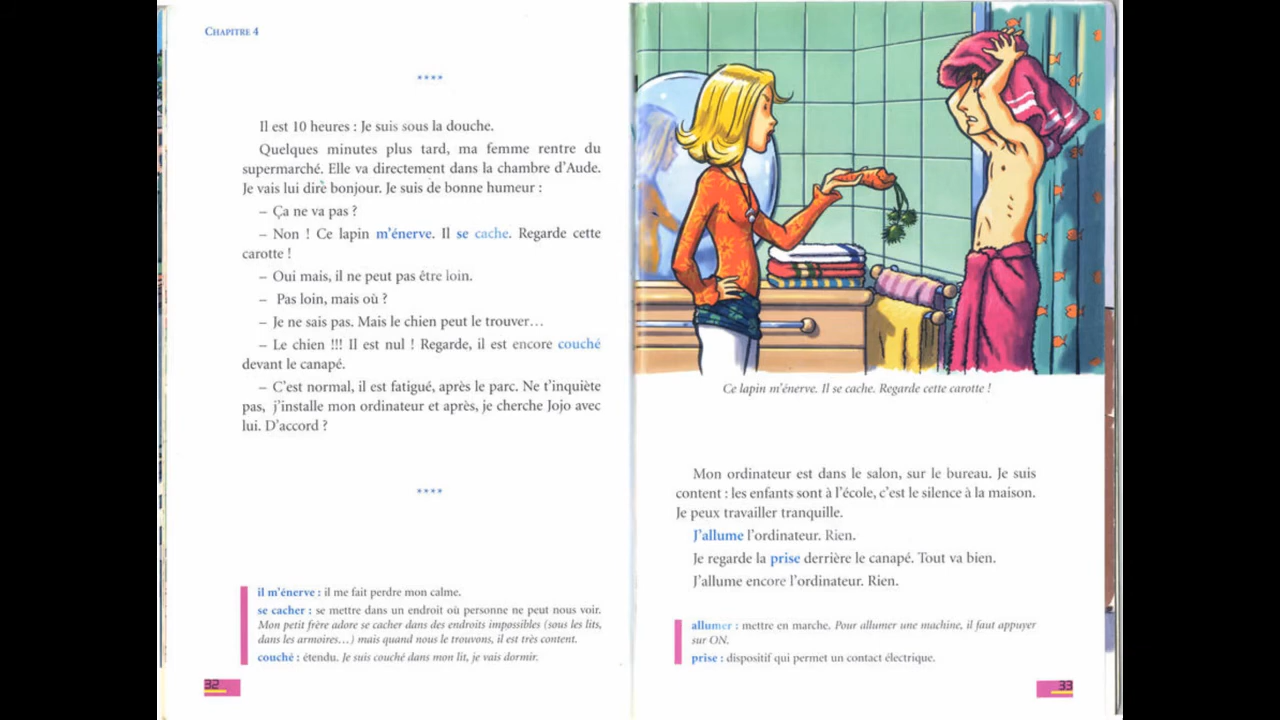 CHAPITRE 4
****
Il est 10 heures : Je suis sous la douche.
Quelques minutes plus tard, ma femme rentre du
supermarché. Elle va directement dans la chambre d'Aude.
Je vais lui dire bonjour. Je suis de bonne humeur :
– Ça ne va pas ?
– Non ! Ce lapin m'énerve. Il se cache. Regarde cette
carotte !
– Oui mais, il ne peut pas être loin.
– Pas loin, mais où ?
– Je ne sais pas. Mais le chien peut le trouver…
– Le chien !!! Il est nul ! Regarde, il est encore couché
devant le canapé.
– C'est normal, il est fatigué, après le parc. Ne t'inquiète
pas, j'installe mon ordinateur et après, je cherche Jojo avec
lui. D'accord ?
****
il m'énerve : il me fait perdre mon calme.
se cacher : se mettre dans un endroit où personne ne peut nous voir.
Mon petit frère adore se cacher dans des endroits impossibles (sous les lits,
dans les armoires…) mais quand nous le trouvons, il est très content.
couché : étendu. Je suis couché dans mon lit, je vais dormir.
32
Ce lapin m'énerve. Il se cache. Regarde cette carotte !
Mon ordinateur est dans le salon, sur le bureau. Je suis
content : les enfants sont à l'école, c'est le silence à la maison.
Je peux travailler tranquille.
J'allume l'ordinateur. Rien.
Je regarde la prise derrière le canapé. Tout va bien.
J'allume encore l'ordinateur. Rien.
allumer : mettre en marche. Pour allumer une machine, il faut appuyer
sur ON.
prise : dispositif qui permet un contact électrique.
33